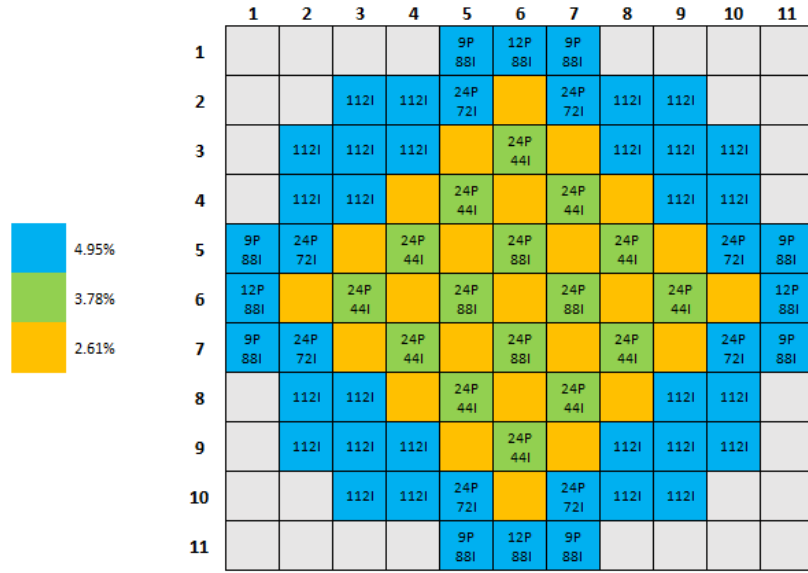 1 2 3 4 5 6 7 8 9 10 11
1 9P 12P 9P
88I 88I 88I
2 112I 112I 24P 24P 112I 112I
72I 72I
3 112I 112I 112I 24P 112I 112I 112I
44I
4 112I 112I 24P 24P 112I 112I
44I 44I
4.95%
5 9P 24P 24P 24P 24P 24P 9P
88I 72I 44I 88I 44I 72I 88I
3.78%
6 12P 24P 24P 24P 24P 12P
88I 44I 88I 88I 44I 88I
2.61%
7 9P 24P 24P 24P 24P 24P 9P
88I 72I 44I 88I 44I 72I 88I
8 112I 112I 24P 24P 112I 112I
44I 44I
9 112I 112I 112I 24P 112I 112I 112I
44I
10 112I 112I 24P 24P 112I 112I
72I 72I
11 9P 12P 9P
88I 88I 88I